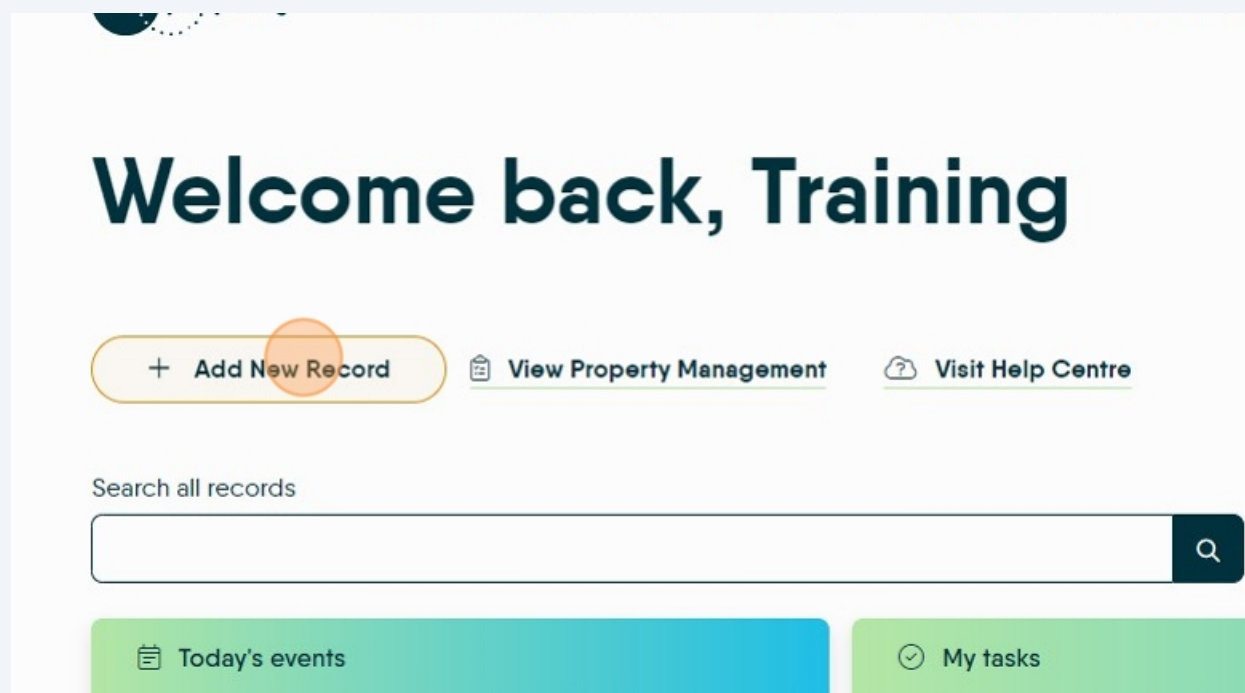 Welcome back, Training
Add New Record View Property Management Visit Help Centre
Search all records
Today's events My tasks